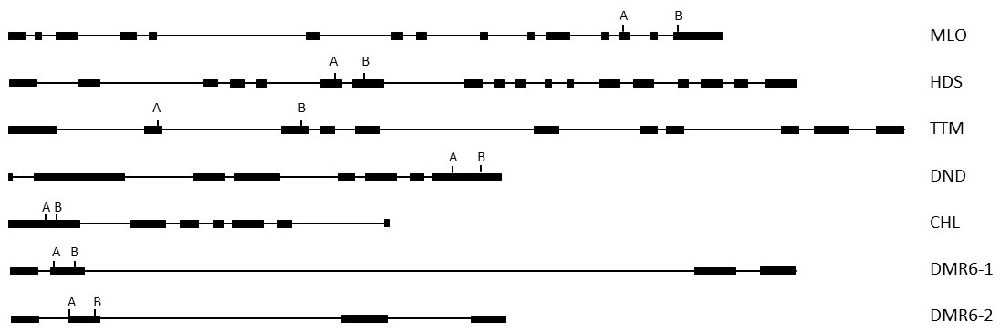 A B
MLO
A B
HDS
A B
TTM
A B
DND
A B
CHL
A B
DMR6-1
A B
DMR6-2